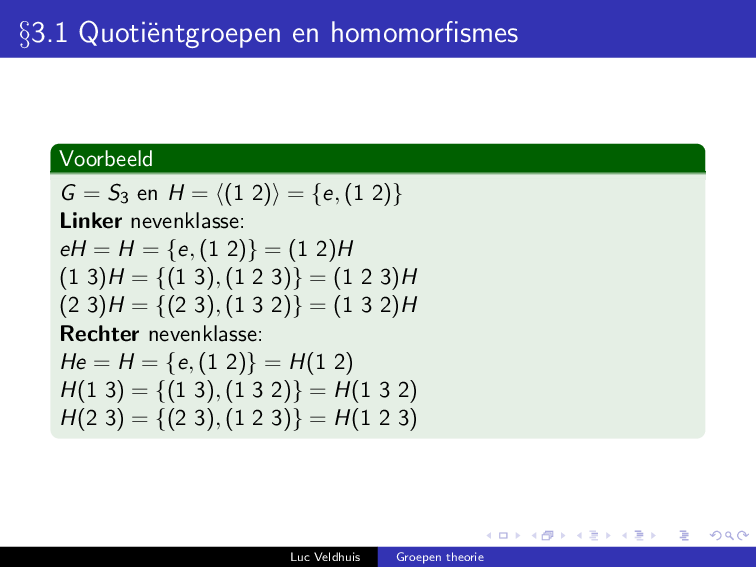 §3.1 Quotiëntgroepen en homomorfismes
Voorbeeld
G = S₃ en H = ⟨(1 2)⟩ = {e, (1 2)}
Linker nevenklasse:
eH = H = {e, (1 2)} = (1 2)H
(1 3)H = {(1 3), (1 2 3)} = (1 2 3)H
(2 3)H = {(2 3), (1 3 2)} = (1 3 2)H
Rechter nevenklasse:
He = H = {e, (1 2)} = H(1 2)
H(1 3) = {(1 3), (1 3 2)} = H(1 3 2)
H(2 3) = {(2 3), (1 2 3)} = H(1 2 3)
Luc Veldhuis Groepen theorie